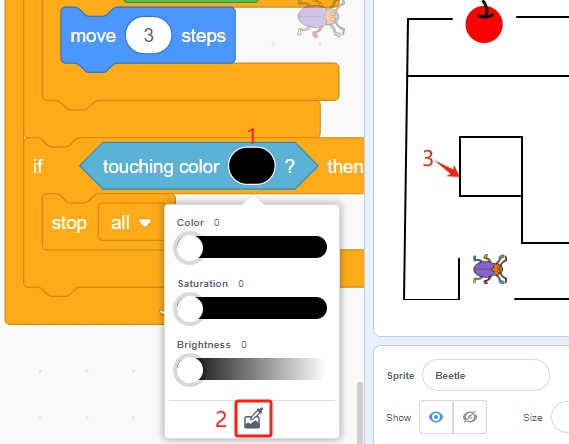 move 3 steps
1
if touching color ? then
stop all
Color 0
Saturation 0
Brightness 0
2
3
Sprite Beetle
Show Size